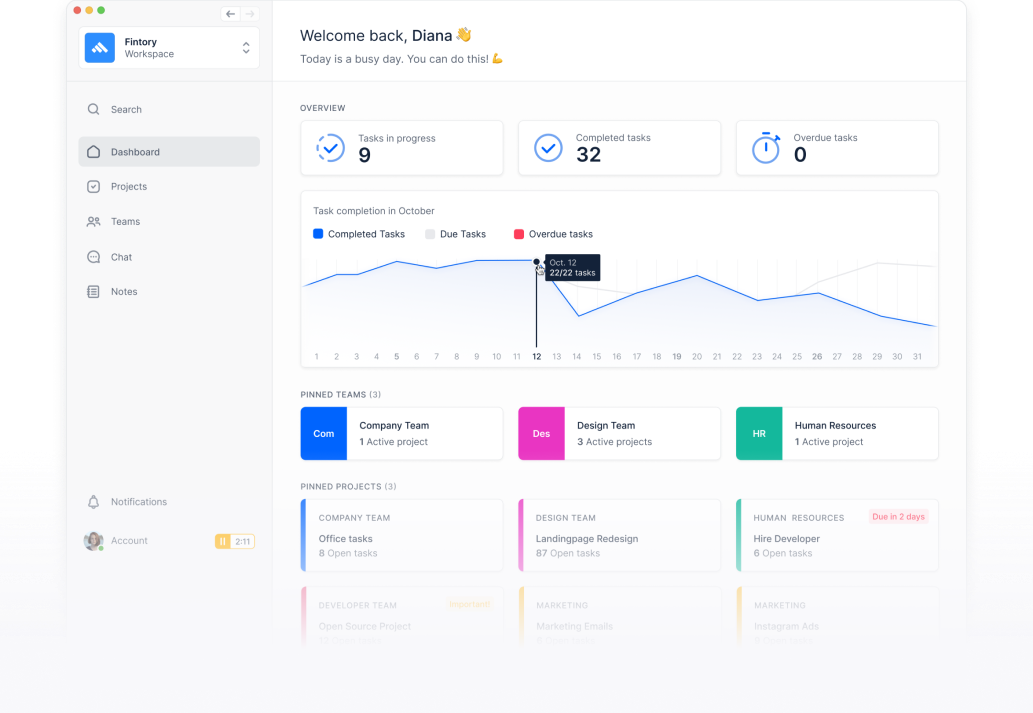 Fintory
Workspace
Search
Dashboard
Projects
Teams
Chat
Notes
Notifications
Account
2:11
Welcome back, Diana 👋
Today is a busy day. You can do this! 💪
OVERVIEW
Tasks in progress
9
Completed tasks
32
Overdue tasks
0
Task completion in October
Completed Tasks Due Tasks Overdue tasks
Oct. 12
22/22 tasks
1 2 3 4 5 6 7 8 9 10 11 12 13 14 15 16 17 18 19 20 21 22 23 24 25 26 27 28 29 30 31
PINNED TEAMS (3)
Com
Company Team
1 Active project
Des
Design Team
3 Active projects
HR
Human Resources
1 Active project
PINNED PROJECTS (3)
COMPANY TEAM
Office tasks
8 Open tasks
DESIGN TEAM
Landingpage Redesign
87 Open tasks
HUMAN RESOURCES
Due in 2 days
Hire Developer
6 Open tasks
DEVELOPER TEAM
Important!
Open Source Project
MARKETING
Marketing Emails
MARKETING
Instagram Ads